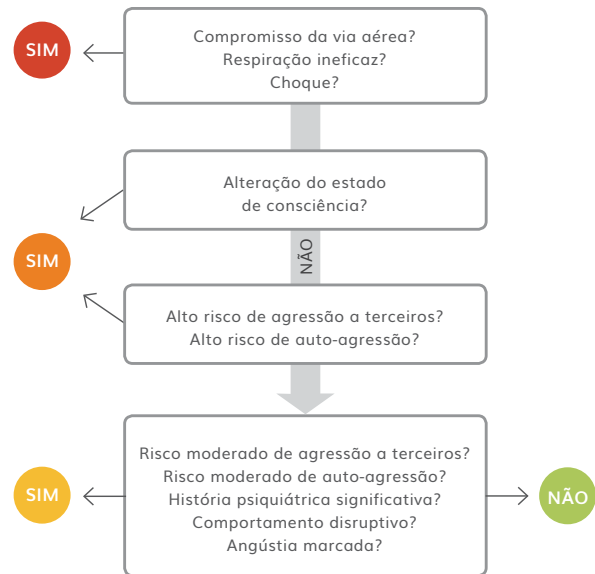 SIM
Compromisso da via aérea?
Respiração ineficaz?
Choque?
Alteração do estado
de consciência?
SIM
NÃO
Alto risco de agressão a terceiros?
Alto risco de auto-agressão?
Risco moderado de agressão a terceiros?
Risco moderado de auto-agressão?
História psiquiátrica significativa?
Comportamento disruptivo?
Angústia marcada?
SIM
NÃO